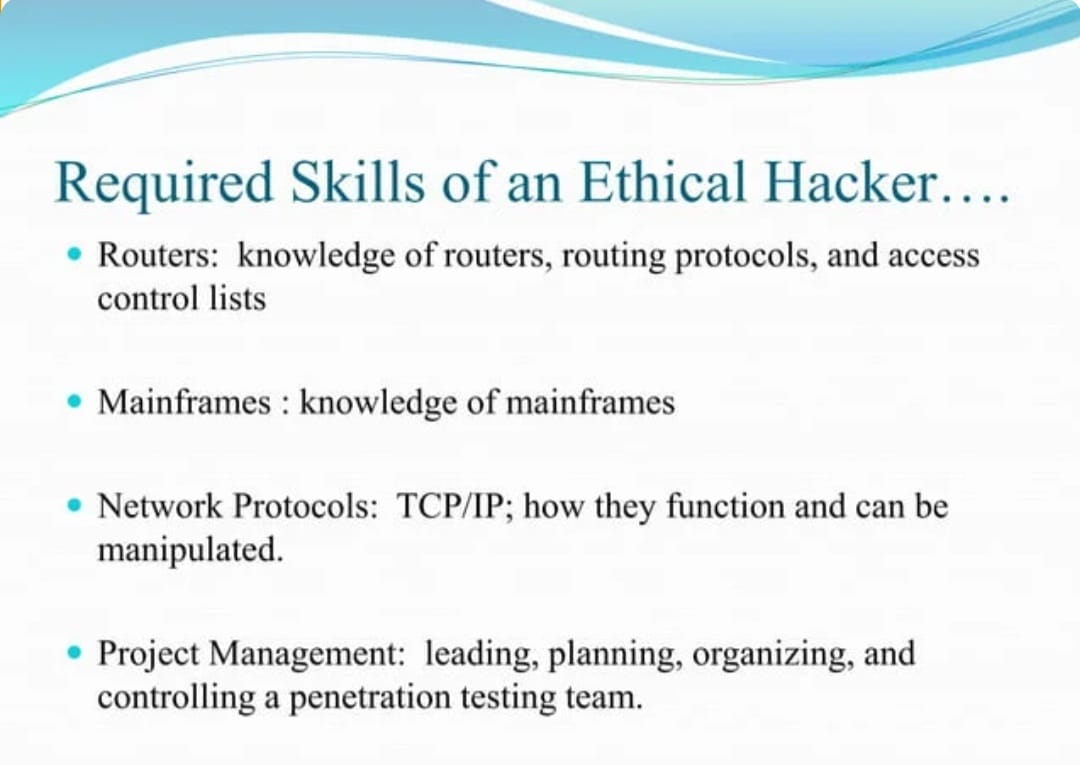 Required Skills of an Ethical Hacker....
Routers:  knowledge of routers, routing protocols, and access
control lists
Mainframes : knowledge of mainframes
Network Protocols:  TCP/IP; how they function and can be
manipulated.
Project Management:  leading, planning, organizing, and
controlling a penetration testing team.